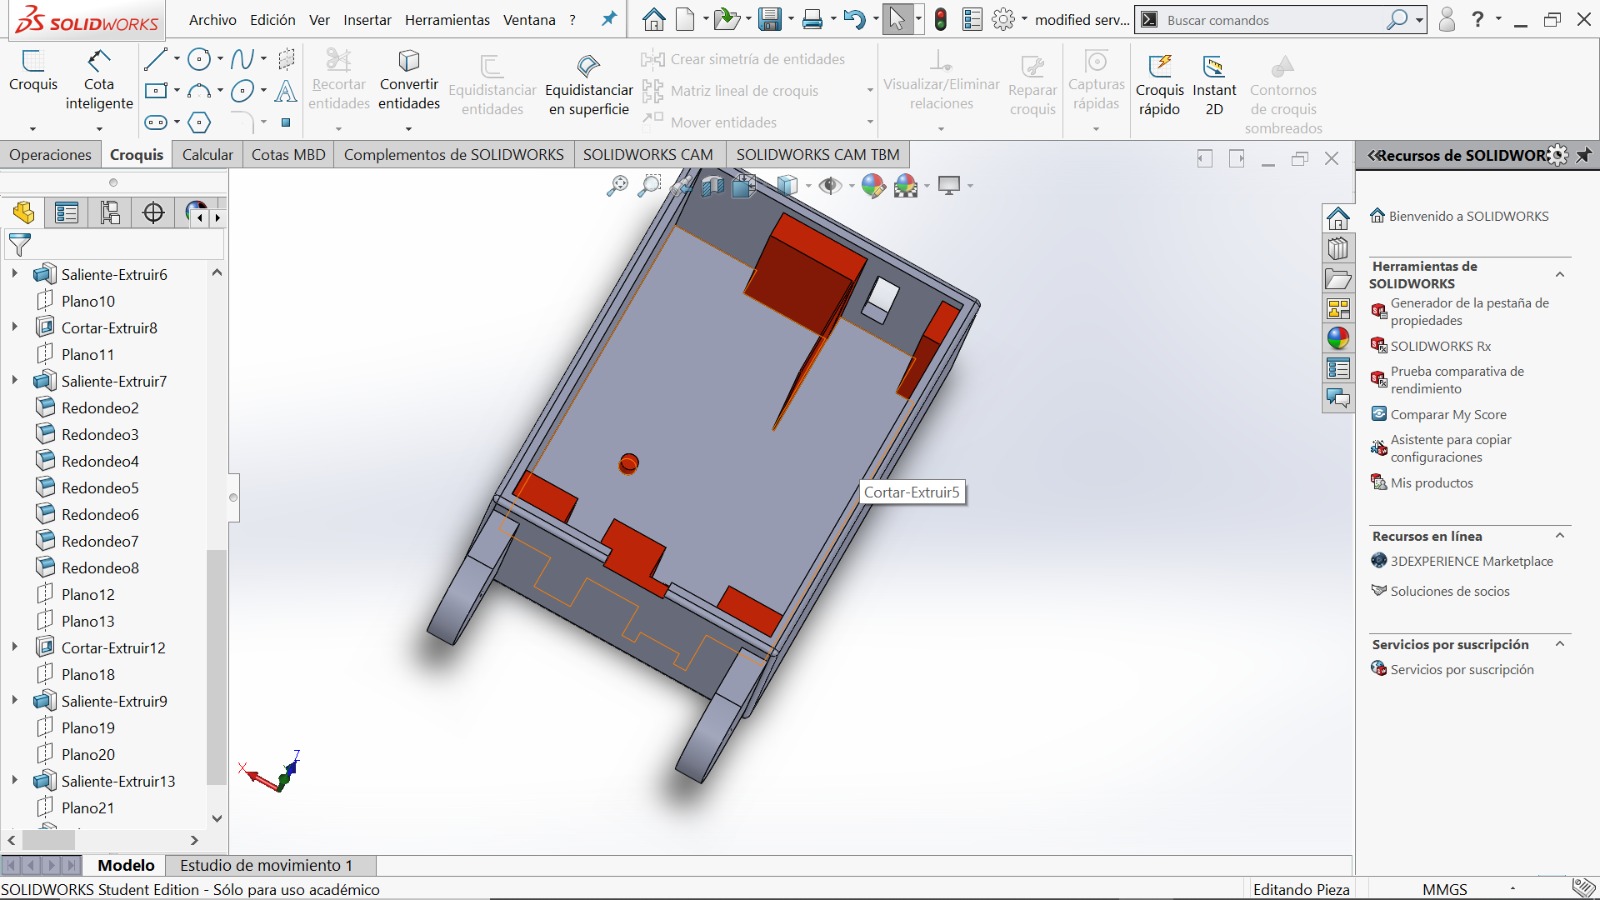 SOLIDWORKS
Archivo Edición Ver Insertar Herramientas Ventana ?
modified serv...
Buscar comandos
?
Croquis
Cota inteligente
Recortar entidades
Convertir entidades
Equidistanciar entidades
Equidistanciar en superficie
Crear simetría de entidades
Matriz lineal de croquis
Mover entidades
Visualizar/Eliminar relaciones
Reparar croquis
Capturas rápidas
Croquis rápido
Instant 2D
Contornos de croquis sombreados
Operaciones Croquis Calcular Cotas MBD Complementos de SOLIDWORKS SOLIDWORKS CAM SOLIDWORKS CAM TBM
Saliente-Extruir6
Plano10
Cortar-Extruir8
Plano11
Saliente-Extruir7
Redondeo2
Redondeo3
Redondeo4
Redondeo5
Redondeo6
Redondeo7
Redondeo8
Plano12
Plano13
Cortar-Extruir12
Plano18
Saliente-Extruir9
Plano19
Plano20
Saliente-Extruir13
Plano21
Cortar-Extruir5
X
Z
Recursos de SOLIDWOR
Bienvenido a SOLIDWORKS
Herramientas de
SOLIDWORKS
Generador de la pestaña de
propiedades
SOLIDWORKS Rx
Prueba comparativa de
rendimiento
Comparar My Score
Asistente para copiar
configuraciones
Mis productos
Recursos en línea
3DEXPERIENCE Marketplace
Soluciones de socios
Servicios por suscripción
Servicios por suscripción
Modelo Estudio de movimiento 1
SOLIDWORKS Student Edition - Sólo para uso académico
Editando Pieza
MMGS